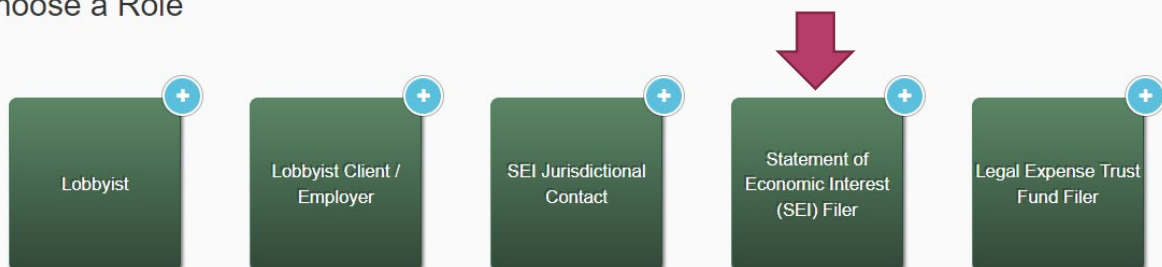 Choose a Role
Lobbyist
Lobbyist Client /
Employer
SEI Jurisdictional
Contact
Statement of
Economic Interest
(SEI) Filer
Legal Expense Trust
Fund Filer